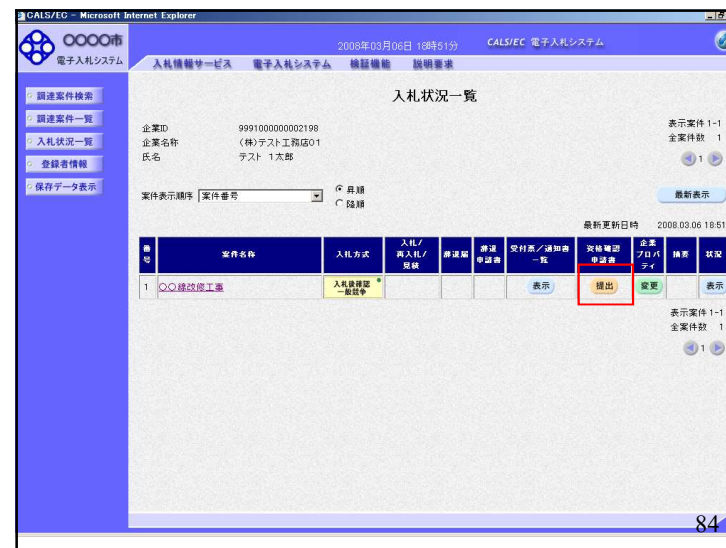 CALS/EC - Microsoft Internet Explorer
〇〇〇〇市
電子入札システム
2008年03月06日 18時51分
CALS/EC 電子入札システム
入札情報サービス 電子入札システム 検証機能 説明要求
調達案件検索
調達案件一覧
入札状況一覧
登録者情報
保存データ表示
入札状況一覧
企業ID 9991000000002198
企業名称 (株)テスト工務店01
氏名 テスト 1太郎
表示案件 1-1
全案件数 1
1
案件表示順序 案件番号
昇順
降順
最新表示
最新更新日時 2008.03.06 18:51
番号 案件名称 入札方式 入札/再入札/見積 辞退届 辞退申請書 受付票/通知書一覧 資格確認申請書 企業プロパティ 摘要 状況
1 〇〇線改修工事 入札後確認一般競争 表示 提出 変更 表示
表示案件 1-1
全案件数 1
1
84